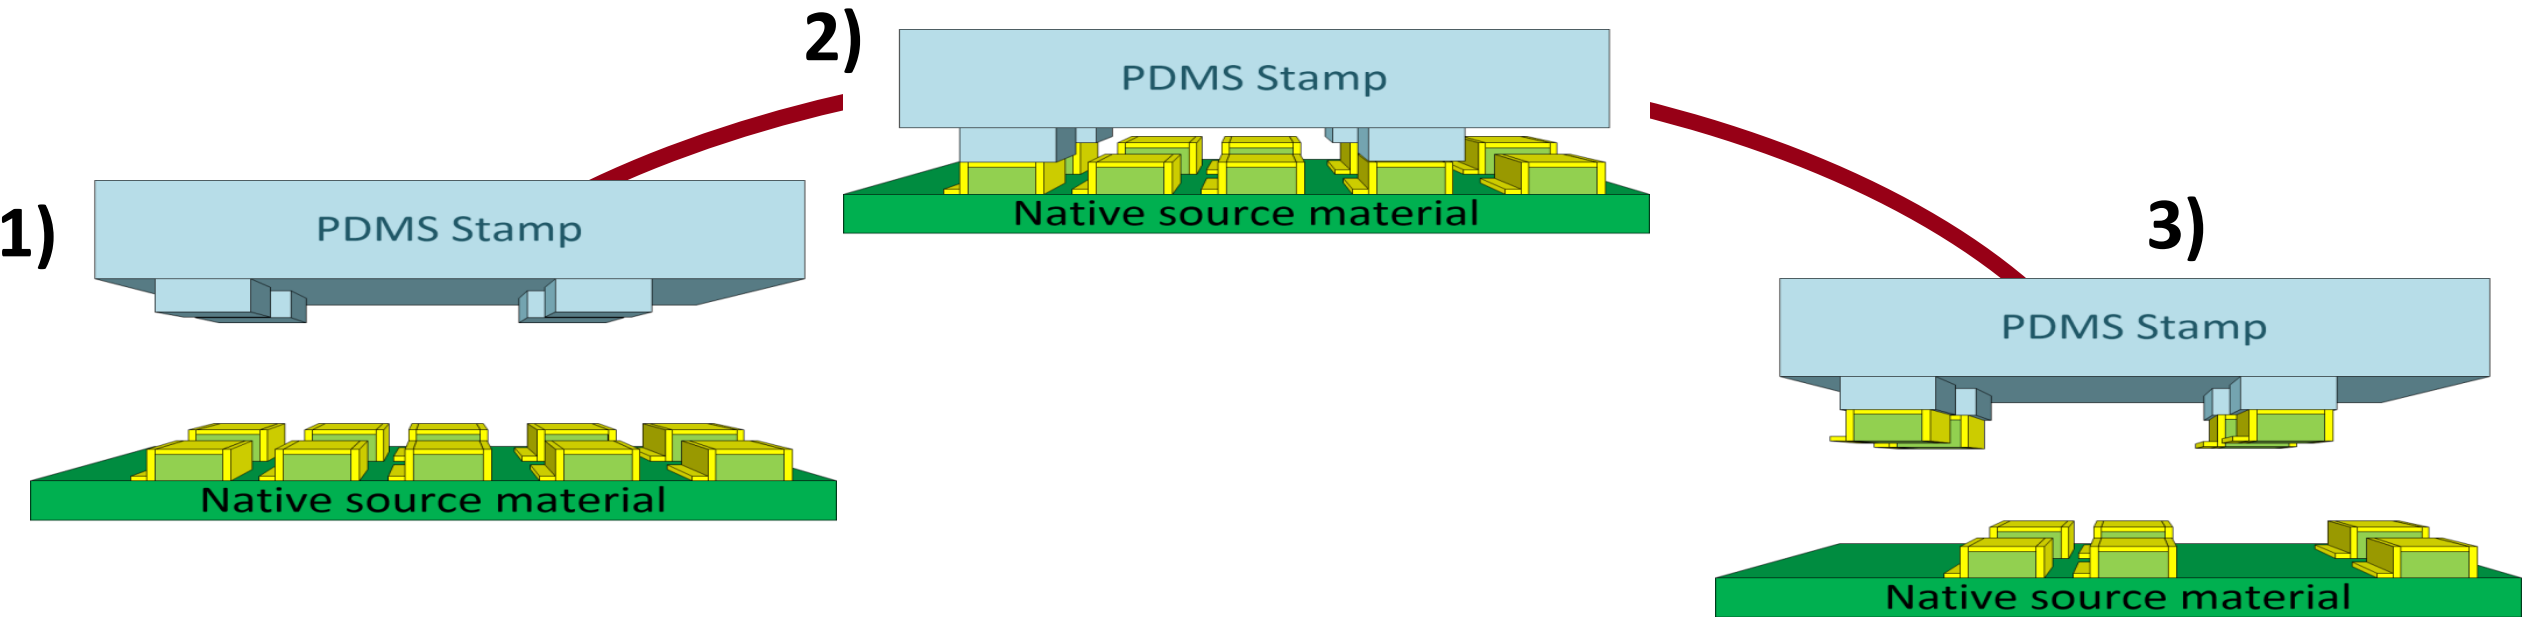 1)
PDMS Stamp
Native source material
2)
PDMS Stamp
Native source material
3)
PDMS Stamp
Native source material